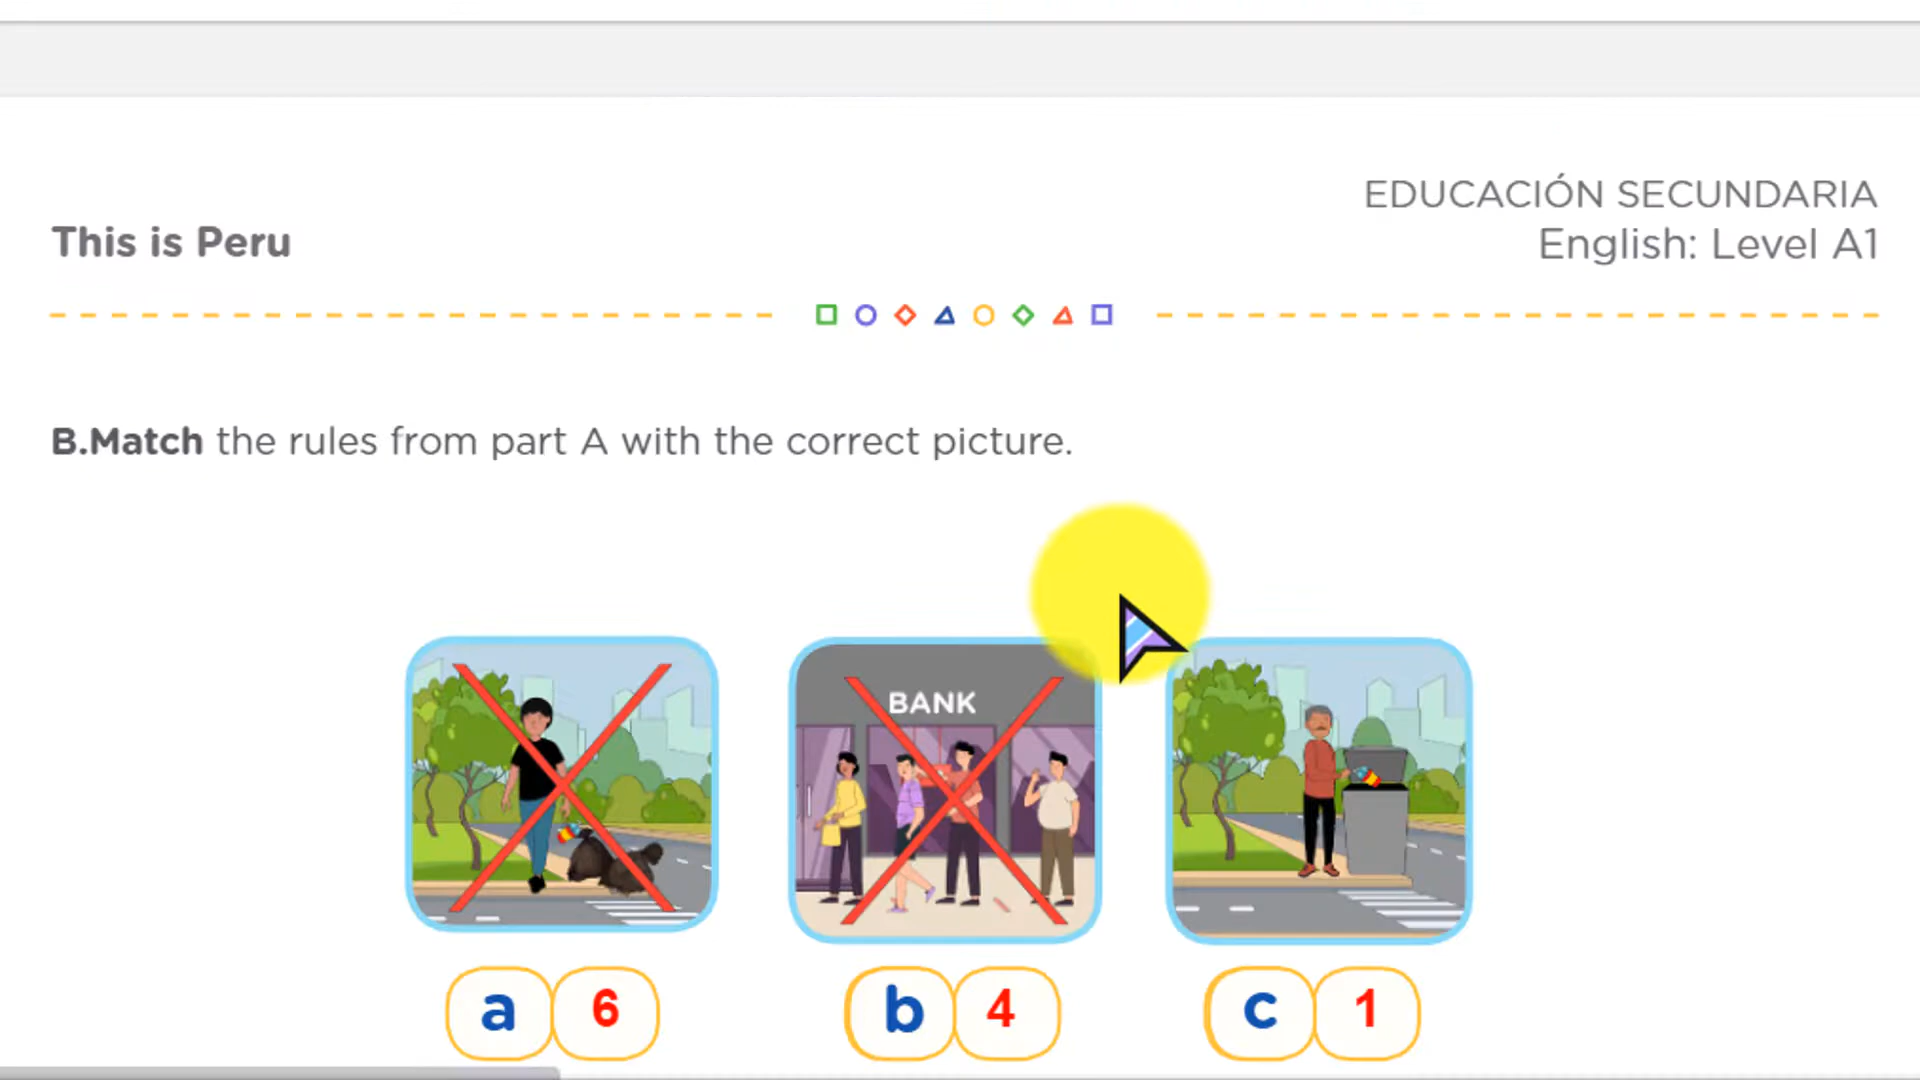 EDUCACIÓN SECUNDARIA
This is Peru
English: Level A1
B.Match the rules from part A with the correct picture.
BANK
a 6
b 4
c 1